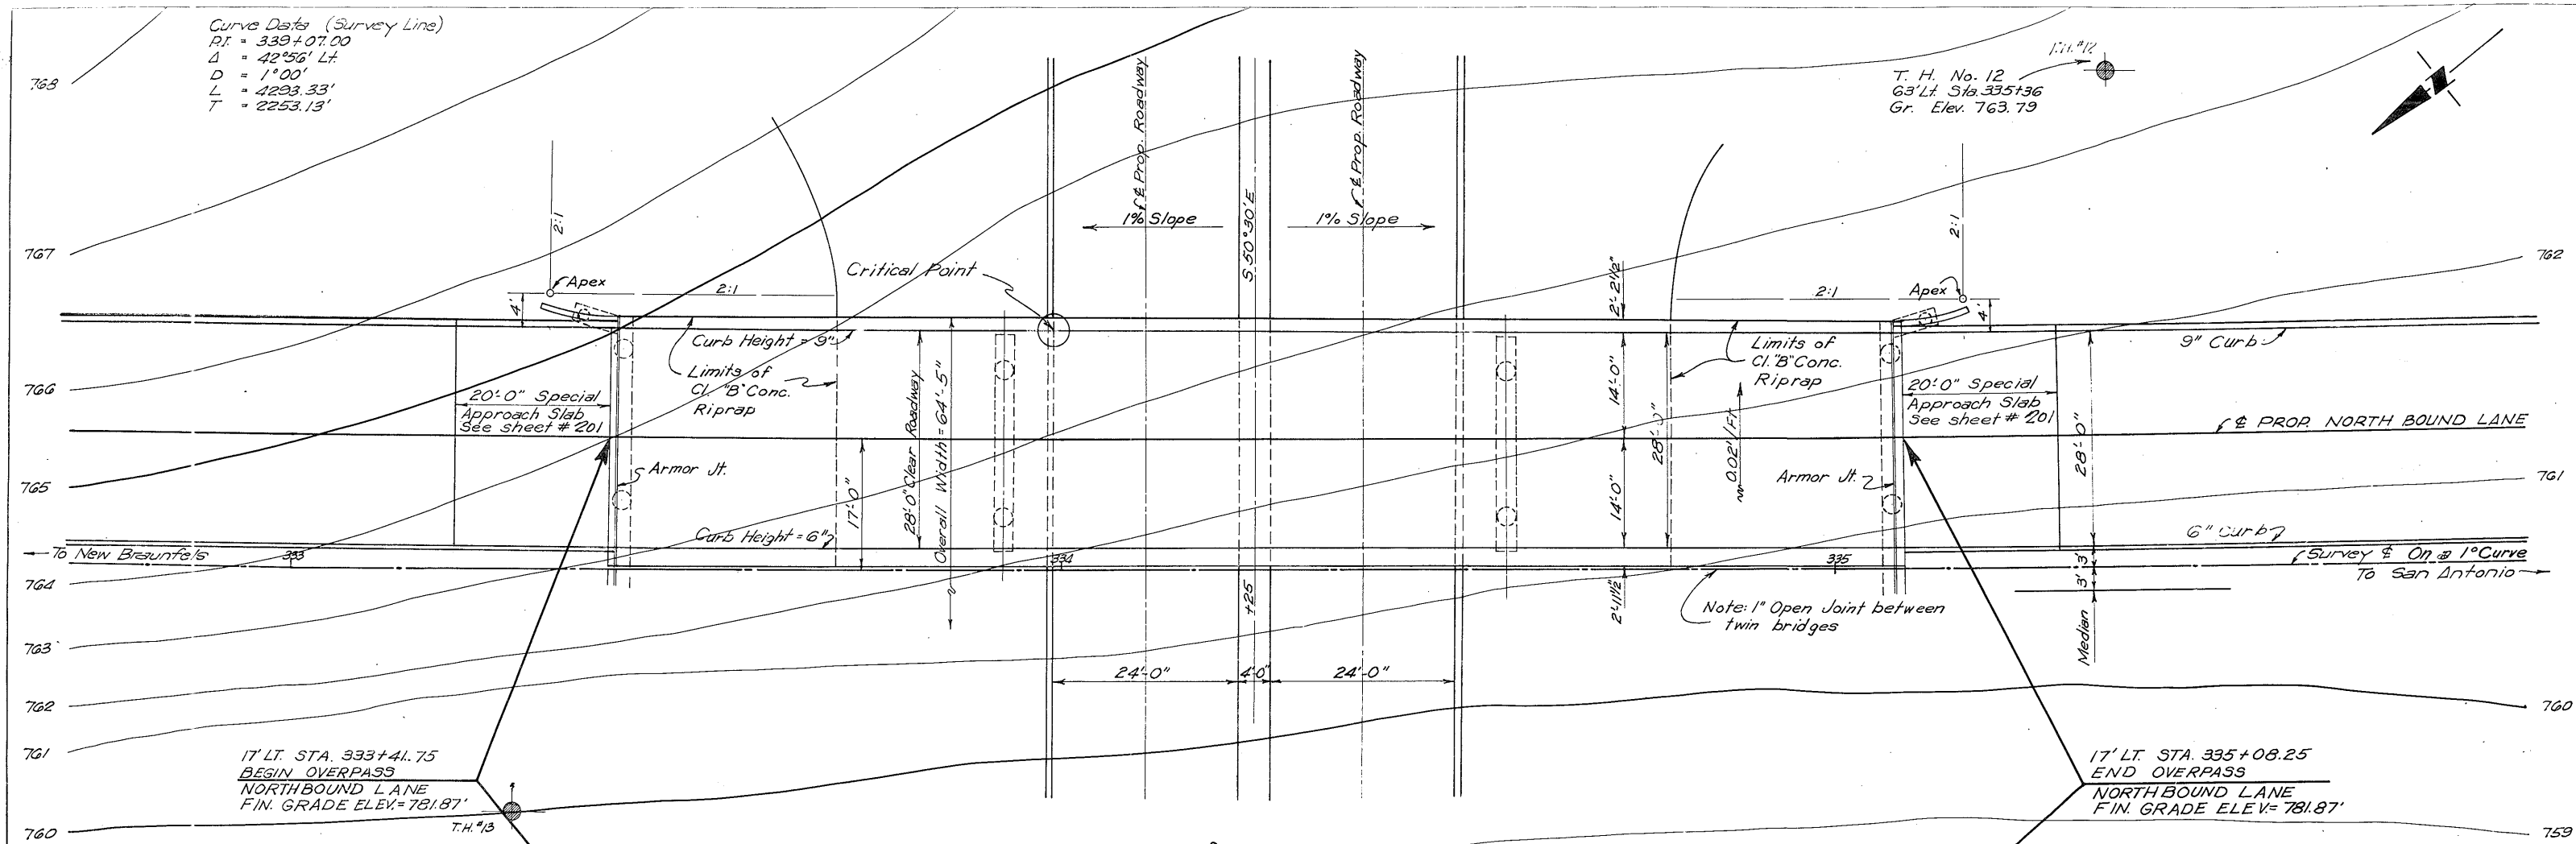 Curve Data (Survey Line)
P.I. = 339+07.00
Δ = 42°56' Lt.
D = 1°00'
L = 4293.33'
T = 2253.13'
768
767
766
765
764
763
762
761
760
T.H.#12
T. H. No. 12
63' Lt. Sta. 335+36
Gr. Elev. 763.79
℄ Prop. Roadway
℄ Prop. Roadway
S 50°30' E
1% Slope
1% Slope
2:1
2:1
Apex
2:1
4'
Critical Point
2'-2 1/2"
2:1
Apex
4'
762
Curb Height = 9"
Limits of
Cl. "B" Conc.
Riprap
Limits of
Cl. "B" Conc.
Riprap
9" Curb
20'-0" Special
Approach Slab
See sheet # 201
20'-0" Special
Approach Slab
See sheet # 201
28'-0" Clear Roadway
Overall Width = 64'-5"
14'-0"
14'-0"
28'-0"
0.02'/Ft.
28'-0"
℄ PROP. NORTH BOUND LANE
Armor Jt.
17'-0"
Armor Jt.
761
Curb Height = 6"
6" Curb
To New Braunfels
333
334
335
3'
3'
Survey ℄ On a 1° Curve
To San Antonio
+25
2'-11 1/2"
Note: 1" Open Joint between
twin bridges
Median
24'-0"
4'-0"
24'-0"
760
17' LT. STA. 333+41.75
BEGIN OVERPASS
NORTHBOUND LANE
FIN. GRADE ELEV.= 781.87'
T.H.#13
17' LT. STA. 335+08.25
END OVERPASS
NORTHBOUND LANE
FIN. GRADE ELEV.= 781.87'
759